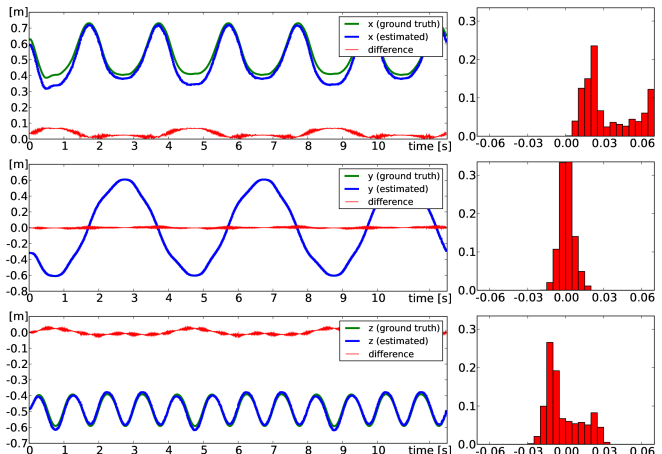 [m]
x (ground truth)
x (estimated)
difference
0.7
0.6
0.5
0.4
0.3
0.2
0.1
0.0
0 1 2 3 4 5 6 7 8 9 10
time [s]
0.3
0.2
0.1
0.0
-0.06 -0.03 0.00 0.03 0.06
[m]
y (ground truth)
y (estimated)
difference
0.6
0.4
0.2
0.0
-0.2
-0.4
-0.6
-0.8
0 1 2 3 4 5 6 7 8 9 10
time [s]
0.3
0.2
0.1
0.0
-0.06 -0.03 0.00 0.03 0.06
[m]
z (ground truth)
z (estimated)
difference
0.1
-0.0
-0.1
-0.2
-0.3
-0.4
-0.5
-0.6
-0.7
0 1 2 3 4 5 6 7 8 9 10
time [s]
0.3
0.2
0.1
0.0
-0.06 -0.03 0.00 0.03 0.06